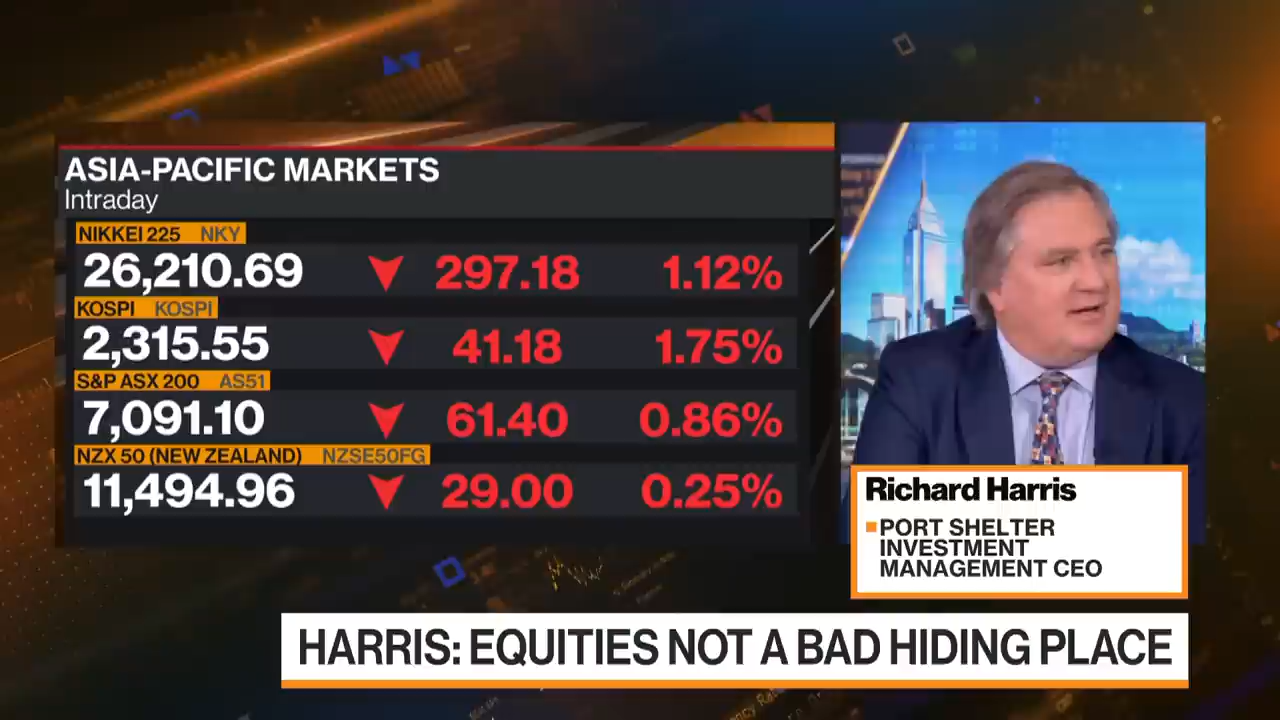 ASIA-PACIFIC MARKETS
Intraday
NIKKEI 225 NKY
26,210.69 297.18 1.12%
KOSPI KOSPI
2,315.55 41.18 1.75%
S&P ASX 200 AS51
7,091.10 61.40 0.86%
NZX 50 (NEW ZEALAND) NZSE50FG
11,494.96 29.00 0.25%
Richard Harris
PORT SHELTER
INVESTMENT
MANAGEMENT CEO
HARRIS: EQUITIES NOT A BAD HIDING PLACE